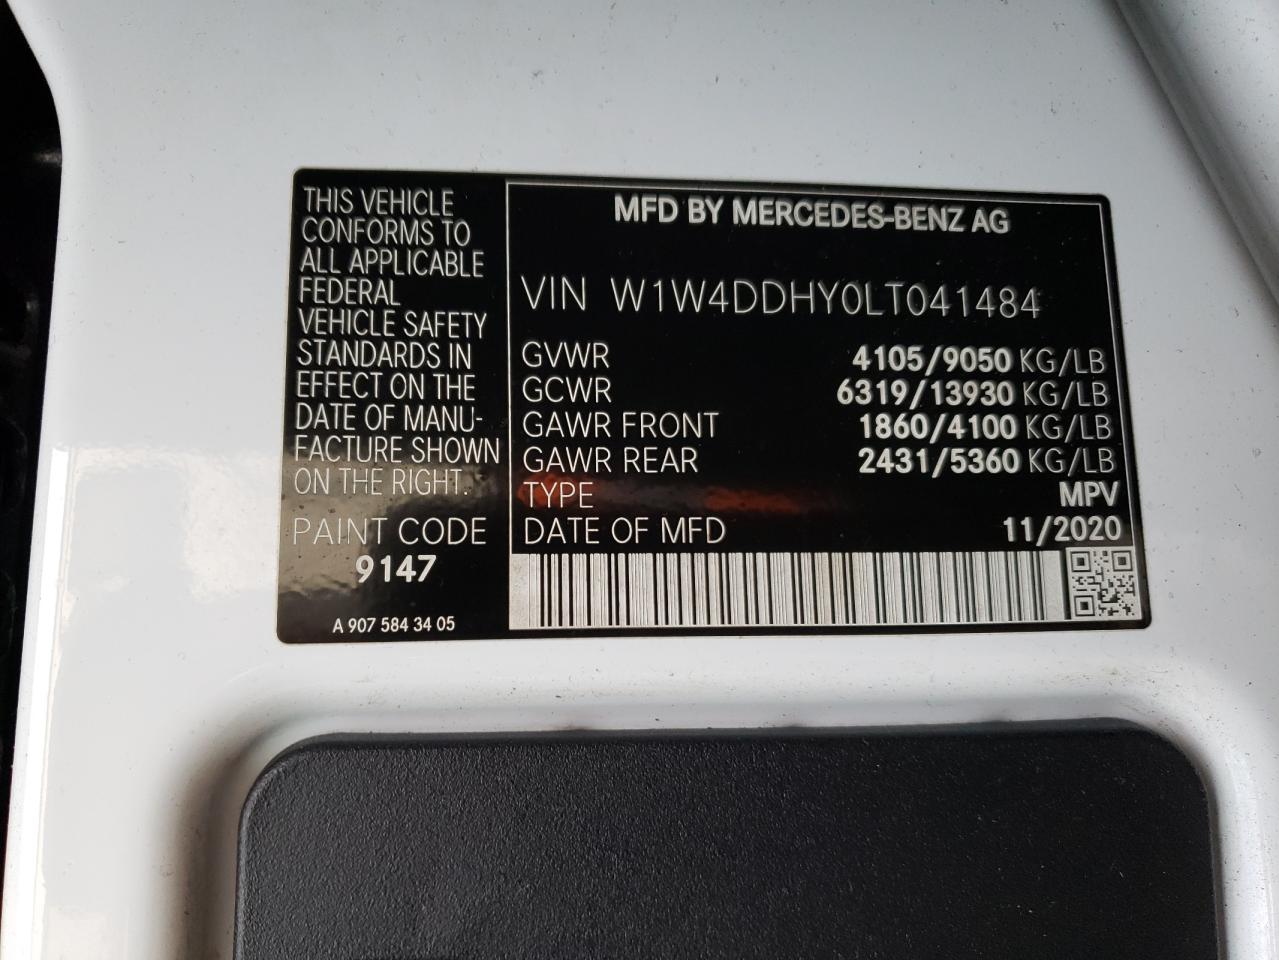 THIS VEHICLE
CONFORMS TO
ALL APPLICABLE
FEDERAL
VEHICLE SAFETY
STANDARDS IN
EFFECT ON THE
DATE OF MANU-
FACTURE SHOWN
ON THE RIGHT.
PAINT CODE
9147
A 907 584 34 05
MFD BY MERCEDES-BENZ AG
VIN W1W4DDHY0LT041484
GVWR 4105/9050 KG/LB
GCWR 6319/13930 KG/LB
GAWR FRONT 1860/4100 KG/LB
GAWR REAR 2431/5360 KG/LB
TYPE MPV
DATE OF MFD 11/2020